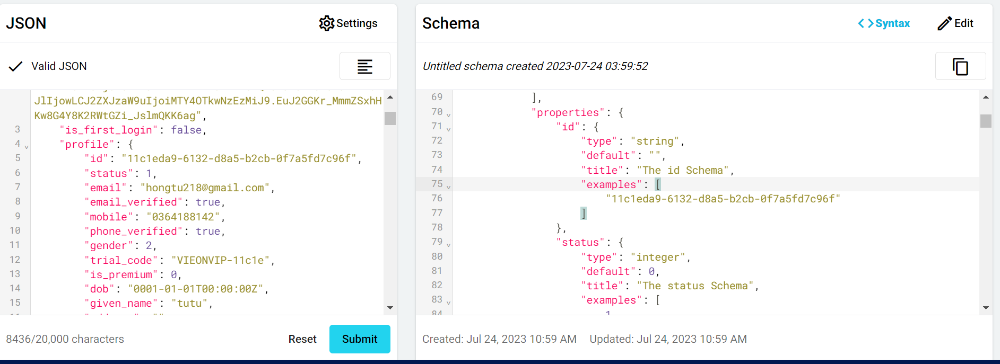 JSON
Settings
Valid JSON
JlIjowLCJ2ZXJzaW9uIjoiMTY4OTkwNzEzMiJ9.EuJ2GGKr_MmmZSxhH
Kw8G4Y8K2RWtGZi_JslmQKK6ag",
3 "is_first_login": false,
4 "profile": {
5 "id": "11c1eda9-6132-d8a5-b2cb-0f7a5fd7c96f",
6 "status": 1,
7 "email": "hongtu218@gmail.com",
8 "email_verified": true,
9 "mobile": "0364188142",
10 "phone_verified": true,
11 "gender": 2,
12 "trial_code": "VIEONVIP-11c1e",
13 "is_premium": 0,
14 "dob": "0001-01-01T00:00:00Z",
15 "given_name": "tutu",
8436/20,000 characters
Reset
Submit
Schema
<> Syntax
Edit
Untitled schema created 2023-07-24 03:59:52
69 ],
70 "properties": {
71 "id": {
72 "type": "string",
73 "default": "",
74 "title": "The id Schema",
75 "examples": [
76 "11c1eda9-6132-d8a5-b2cb-0f7a5fd7c96f"
77 ]
78 },
79 "status": {
80 "type": "integer",
81 "default": 0,
82 "title": "The status Schema",
83 "examples": [
84 1
Created: Jul 24, 2023 10:59 AM Updated: Jul 24, 2023 10:59 AM